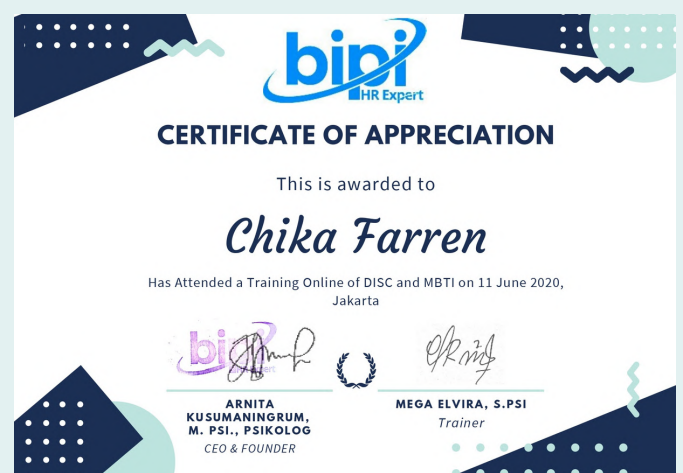 bipi
HR Expert
CERTIFICATE OF APPRECIATION
This is awarded to
Chika Farren
Has Attended a Training Online of DISC and MBTI on 11 June 2020,
Jakarta
ARNITA
KUSUMANINGRUM,
M. PSI., PSIKOLOG
CEO & FOUNDER
MEGA ELVIRA, S.PSI
Trainer